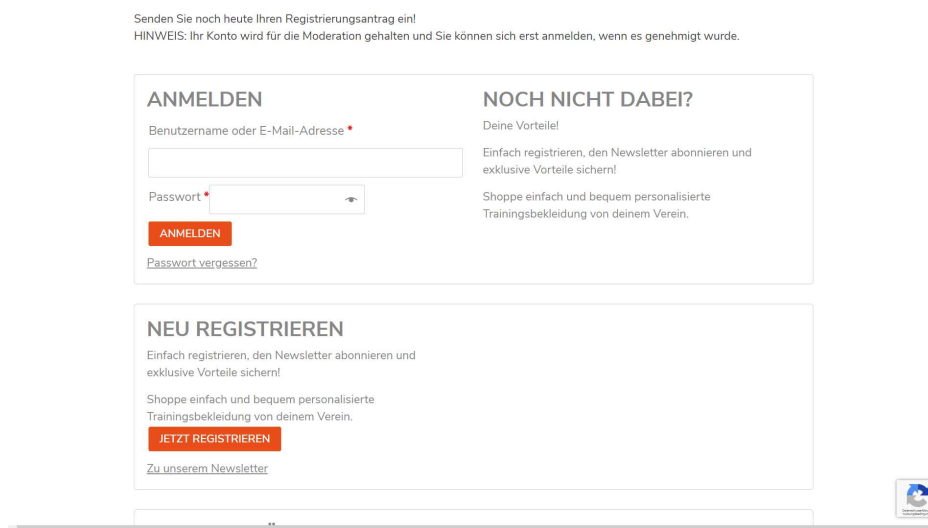 Senden Sie noch heute Ihren Registrierungsantrag ein!
HINWEIS: Ihr Konto wird für die Moderation gehalten und Sie können sich erst anmelden, wenn es genehmigt wurde.
ANMELDEN
Benutzername oder E-Mail-Adresse *
Passwort *
ANMELDEN
Passwort vergessen?
NOCH NICHT DABEI?
Deine Vorteile!
Einfach registrieren, den Newsletter abonnieren und
exklusive Vorteile sichern!
Shoppe einfach und bequem personalisierte
Trainingsbekleidung von deinem Verein.
NEU REGISTRIEREN
Einfach registrieren, den Newsletter abonnieren und
exklusive Vorteile sichern!
Shoppe einfach und bequem personalisierte
Trainingsbekleidung von deinem Verein.
JETZT REGISTRIEREN
Zu unserem Newsletter